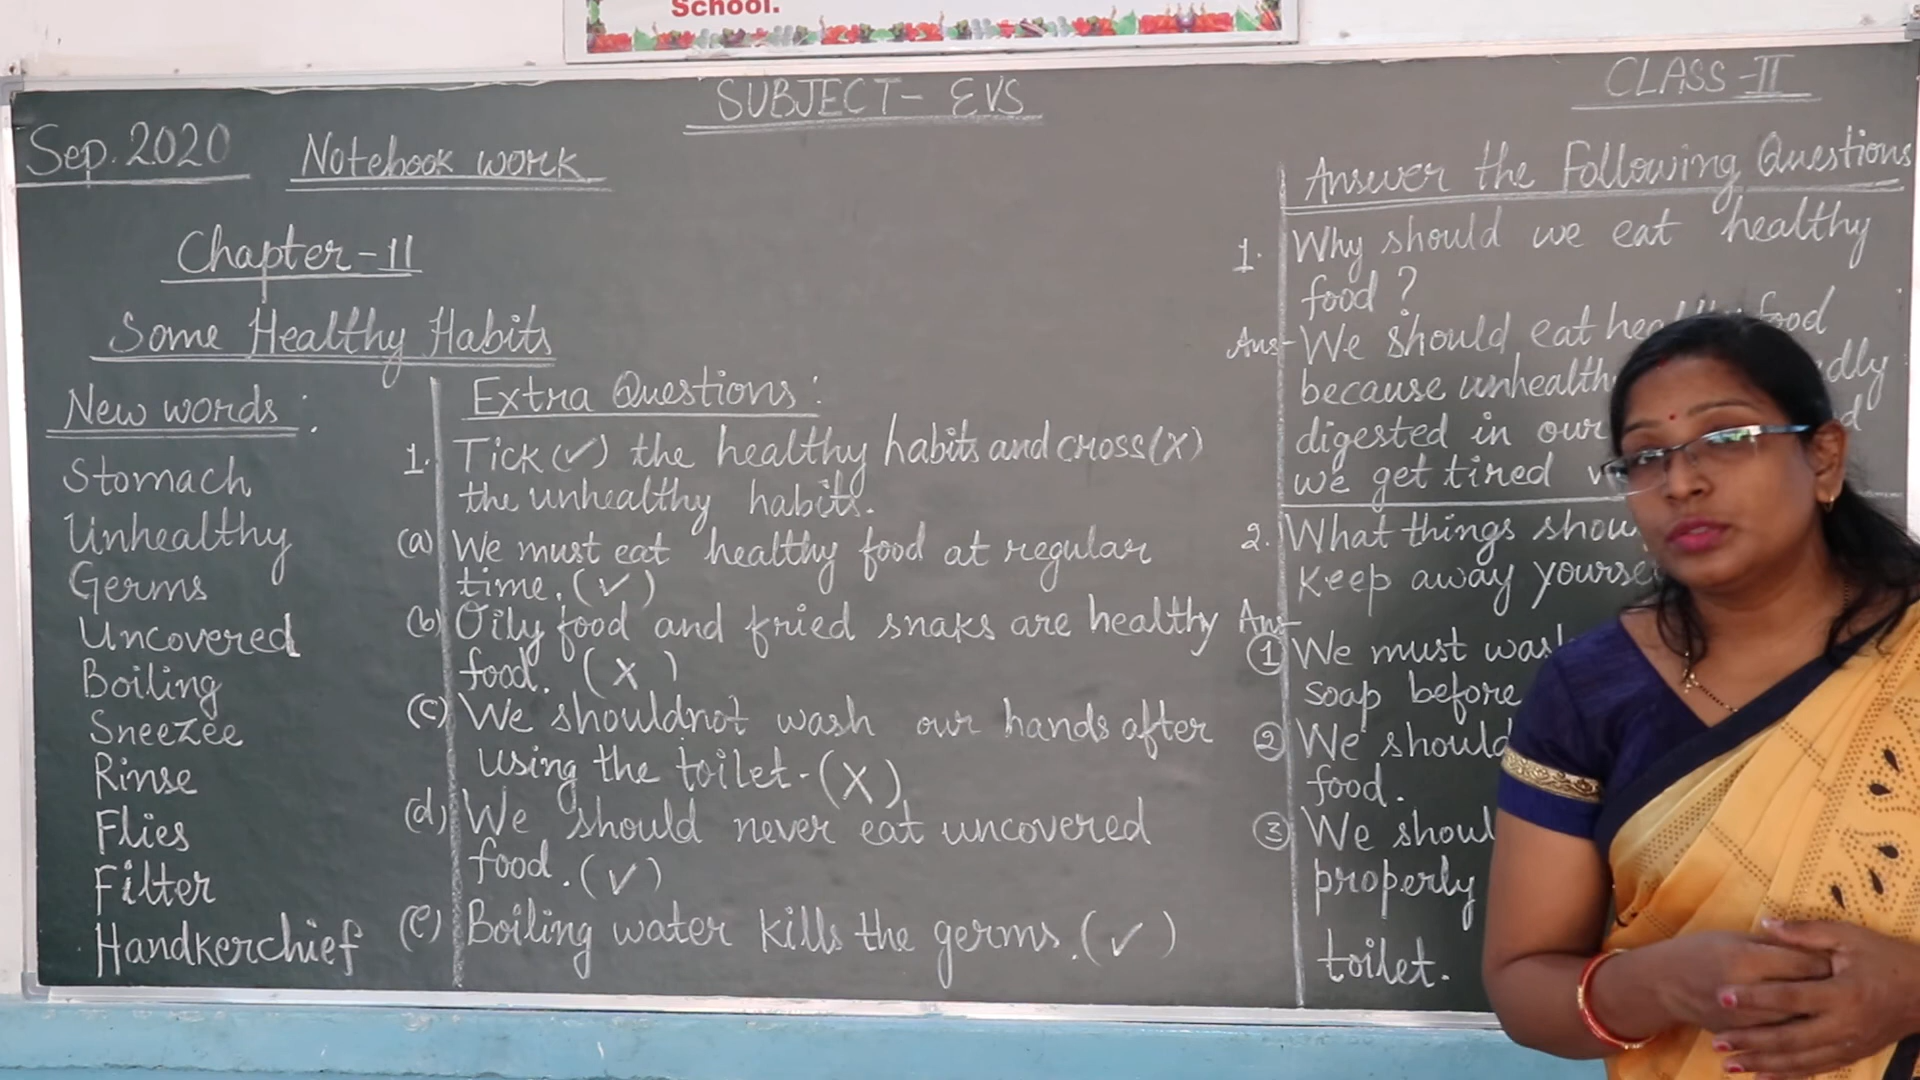 School.
SUBJECT- EVS
CLASS-II
Sep. 2020
Notebook work
Chapter-11
Some Healthy Habits
New words :
Stomach
Unhealthy
Germs
Uncovered
Boiling
Sneezee
Rinse
Flies
Filter
Handkerchief
Extra Questions :
1. Tick (✓) the healthy habits and cross (X)
the unhealthy habits.
(a) We must eat healthy food at regular
time. (✓)
(b) Oily food and fried snaks are healthy
food. (X)
(c) We shouldnot wash our hands after
using the toilet. (X)
(d) We should never eat uncovered
food. (✓)
(e) Boiling water kills the germs. (✓)
Answer the Following Questions
1. Why should we eat healthy
food ?
Ans- We should eat healthy food
because
digested in our
we get tired
2. What things
keep away
Ans-
① We must
soap before
② We should
food.
③ We
properly
toilet.